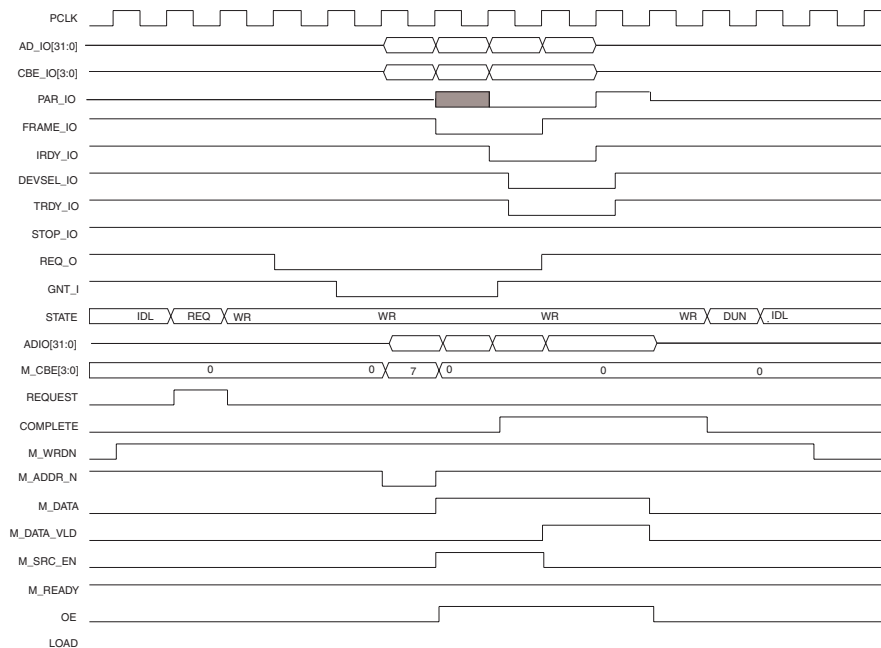 PCLK
AD_IO[31:0]
CBE_IO[3:0]
PAR_IO
FRAME_IO
IRDY_IO
DEVSEL_IO
TRDY_IO
STOP_IO
REQ_O
GNT_I
STATE IDL REQ WR WR WR WR DUN IDL
ADIO[31:0]
M_CBE[3:0] 0 0 7 0 0 0
REQUEST
COMPLETE
M_WRDN
M_ADDR_N
M_DATA
M_DATA_VLD
M_SRC_EN
M_READY
OE
LOAD